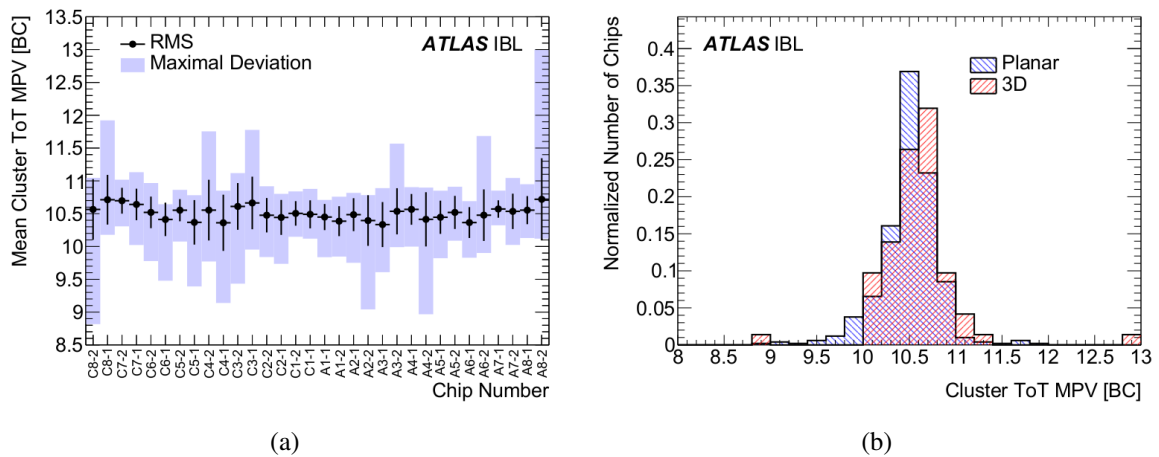 Mean Cluster ToT MPV [BC]
13.5
13
12.5
12
11.5
11
10.5
10
9.5
9
8.5
RMS
Maximal Deviation
ATLAS IBL
C8-2
C8-1
C7-2
C7-1
C6-2
C6-1
C5-2
C5-1
C4-2
C4-1
C3-2
C3-1
C2-2
C2-1
C1-2
C1-1
A1-1
A1-2
A2-1
A2-2
A3-1
A3-2
A4-1
A4-2
A5-1
A5-2
A6-1
A6-2
A7-1
A7-2
A8-1
A8-2
Chip Number
(a)
Normalized Number of Chips
0.4
0.35
0.3
0.25
0.2
0.15
0.1
0.05
0
ATLAS IBL
Planar
3D
8 8.5 9 9.5 10 10.5 11 11.5 12 12.5 13
Cluster ToT MPV [BC]
(b)